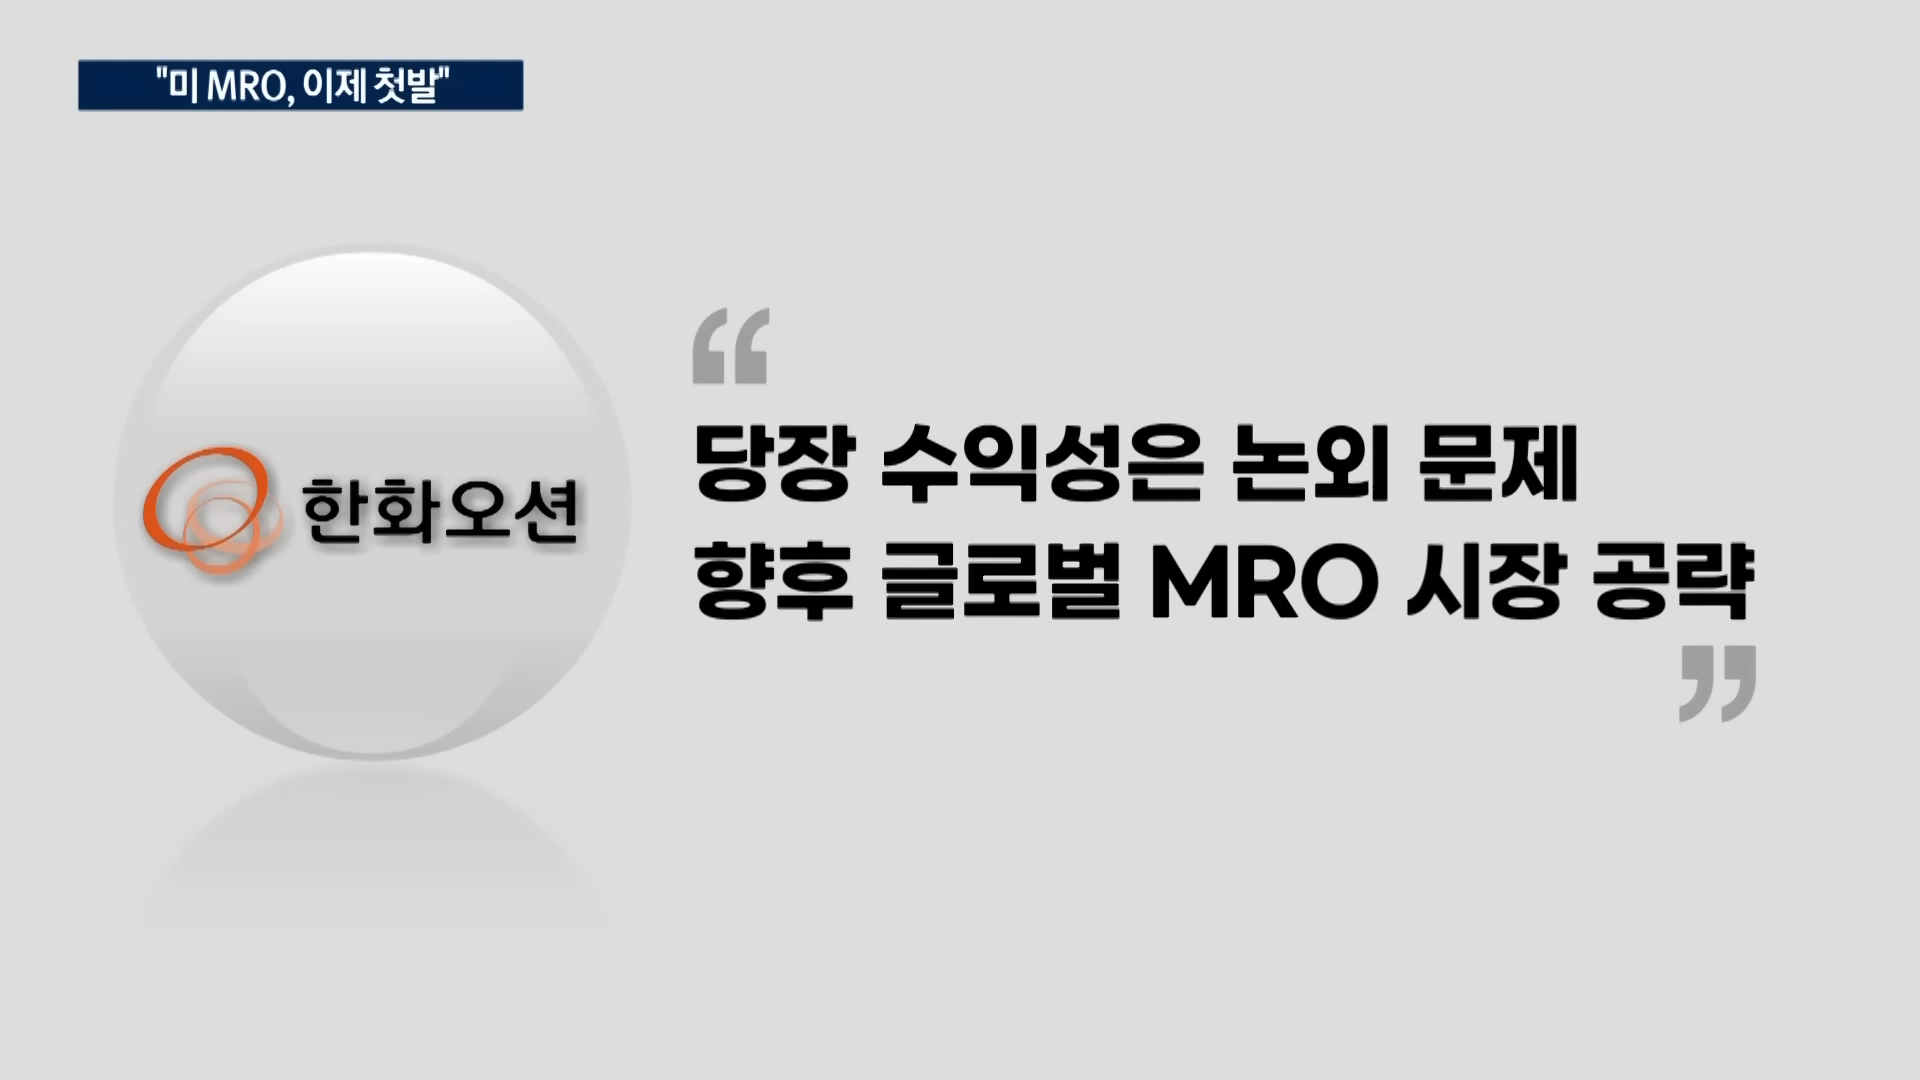 "미 MRO, 이제 첫발"
한화오션
“
당장 수익성은 논외 문제
향후 글로벌 MRO 시장 공략
”